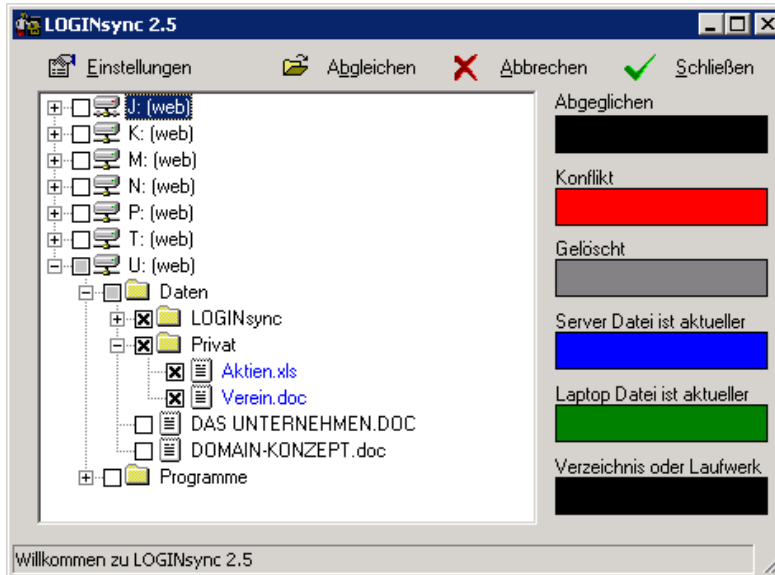 LOGINsync 2.5
Einstellungen Abgleichen Abbrechen Schließen
J: (web)
K: (web)
M: (web)
N: (web)
P: (web)
T: (web)
U: (web)
Daten
LOGINsync
Privat
Aktien.xls
Verein.doc
DAS UNTERNEHMEN.DOC
DOMAIN-KONZEPT.doc
Programme
Abgeglichen
Konflikt
Gelöscht
Server Datei ist aktueller
Laptop Datei ist aktueller
Verzeichnis oder Laufwerk
Willkommen zu LOGINsync 2.5